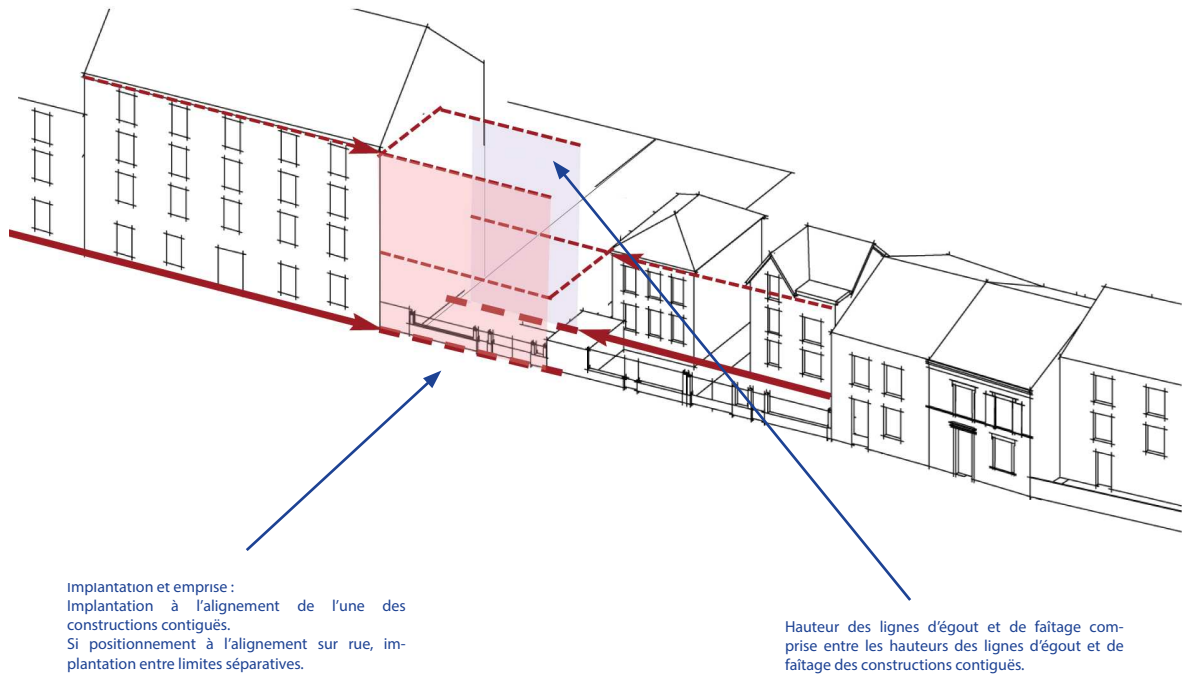 Implantation et emprise :
Implantation à l’alignement de l’une des
constructions contiguës.
Si positionnement à l’alignement sur rue, im-
plantation entre limites séparatives.
Hauteur des lignes d’égout et de faîtage com-
prise entre les hauteurs des lignes d’égout et de
faîtage des constructions contiguës.